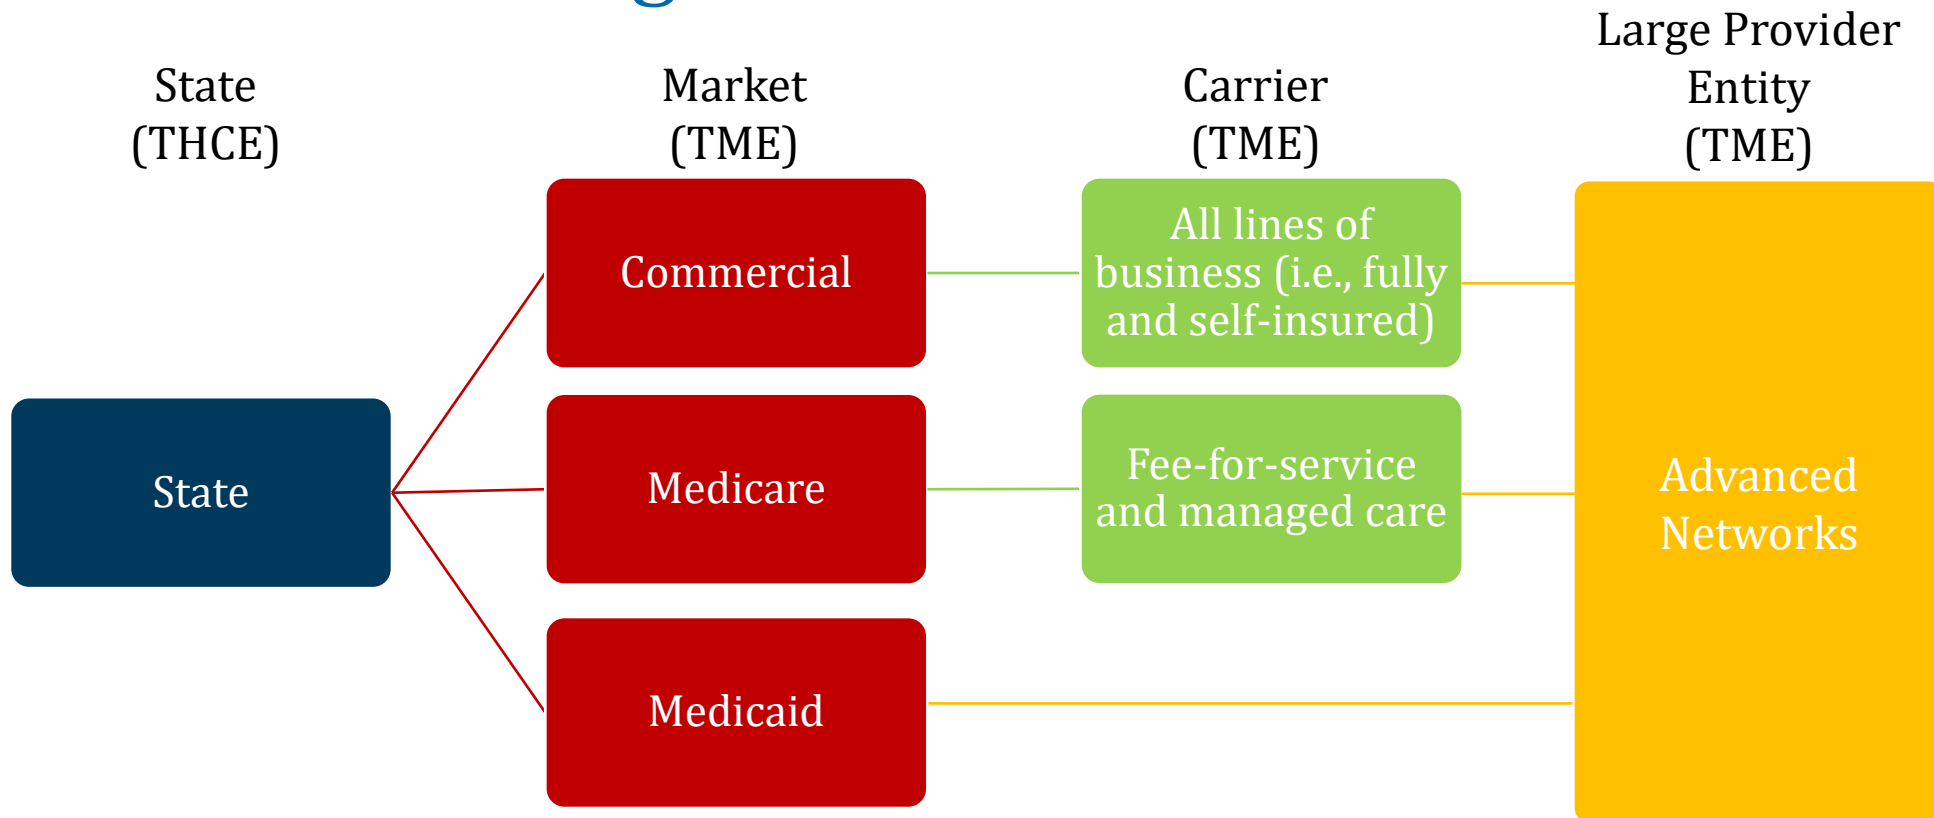 State
(THCE)
Market
(TME)
Carrier
(TME)
Large Provider
Entity
(TME)
State
Commercial
Medicare
Medicaid
All lines of
business (i.e., fully
and self-insured)
Fee-for-service
and managed care
Advanced
Networks